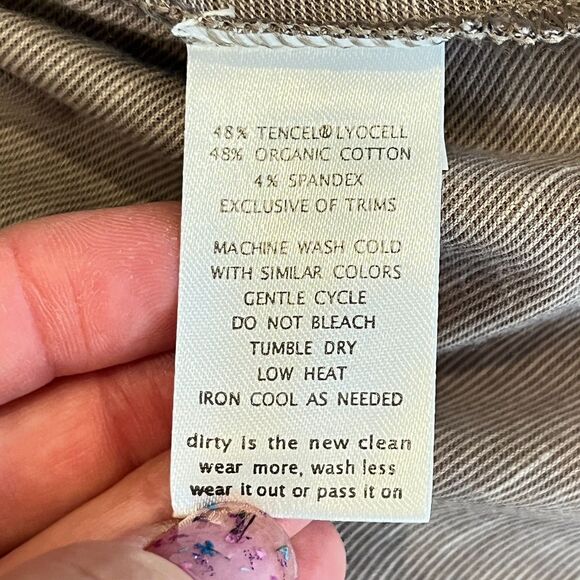 48% TENCEL® LYOCELL
48% ORGANIC COTTON
4% SPANDEX
EXCLUSIVE OF TRIMS
MACHINE WASH COLD
WITH SIMILAR COLORS
GENTLE CYCLE
DO NOT BLEACH
TUMBLE DRY
LOW HEAT
IRON COOL AS NEEDED
dirty is the new clean
wear more, wash less
wear it out or pass it on